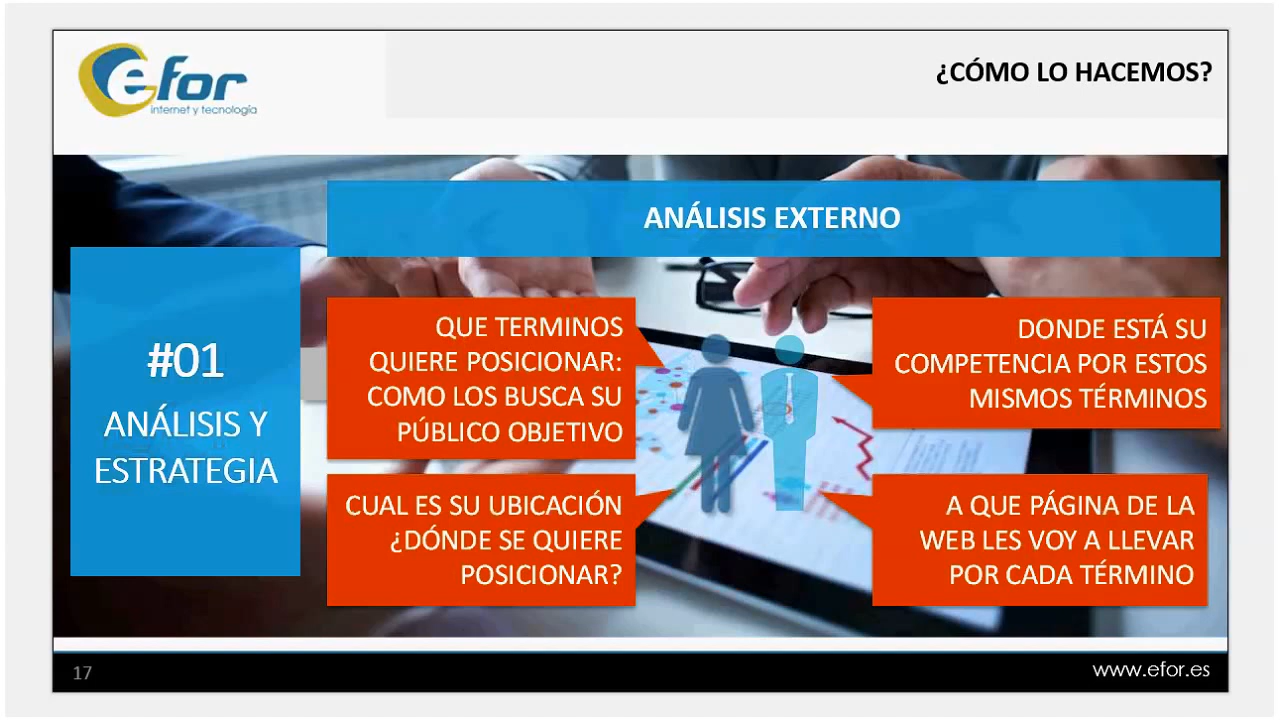 efor
internet y tecnología
¿CÓMO LO HACEMOS?
ANÁLISIS EXTERNO
#01
ANÁLISIS Y
ESTRATEGIA
QUE TERMINOS
QUIERE POSICIONAR:
COMO LOS BUSCA SU
PÚBLICO OBJETIVO
DONDE ESTÁ SU
COMPETENCIA POR ESTOS
MISMOS TÉRMINOS
CUAL ES SU UBICACIÓN
¿DÓNDE SE QUIERE
POSICIONAR?
A QUE PÁGINA DE LA
WEB LES VOY A LLEVAR
POR CADA TÉRMINO
17
www.efor.es